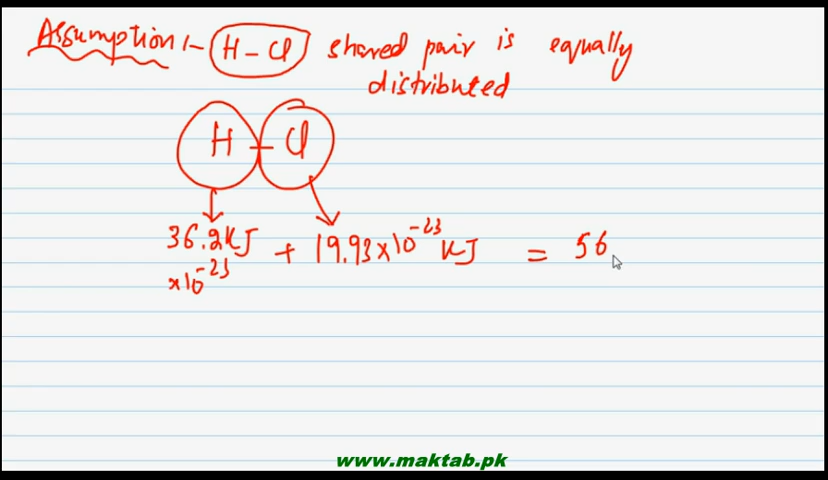 Assumption :- H-Cl shared pair is equally
distributed
H - Cl
36.2KJ + 19.93×10⁻²³ KJ = 56
×10⁻²³
www.maktab.pk